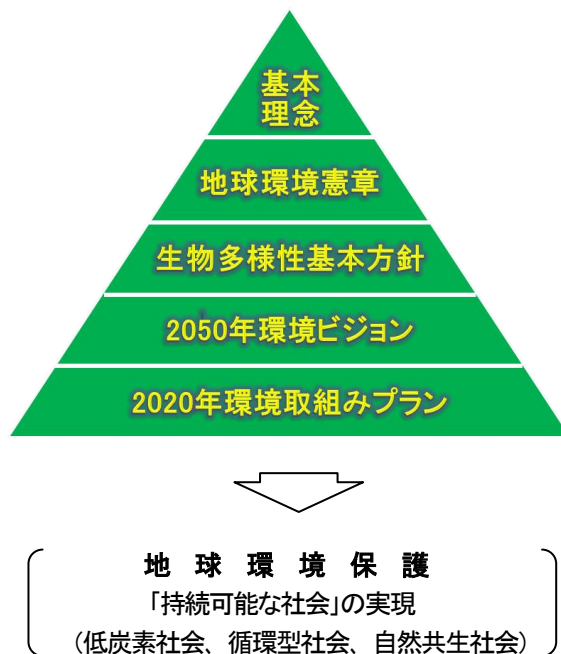 基本
理念
地球環境憲章
生物多様性基本方針
2050年環境ビジョン
2020年環境取組みプラン
地球環境保護
「持続可能な社会」の実現
(低炭素社会、循環型社会、自然共生社会)